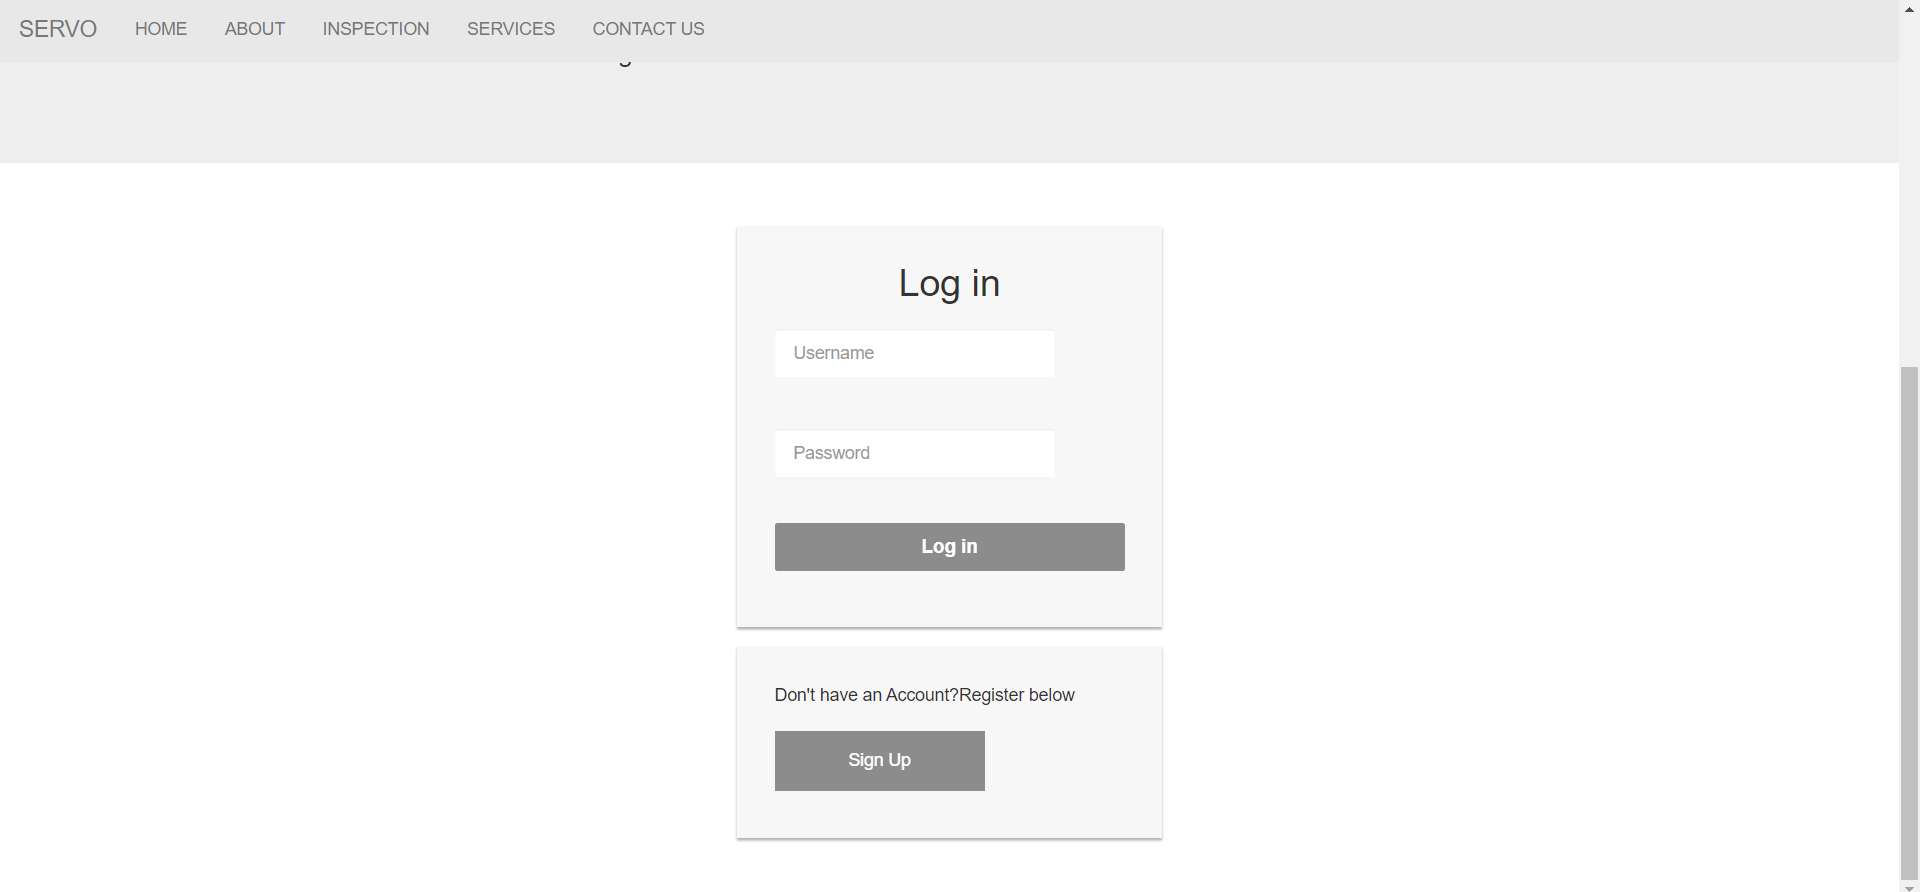 SERVO HOME ABOUT INSPECTION SERVICES CONTACT US
Log in
Username
Password
Log in
Don't have an Account?Register below
Sign Up